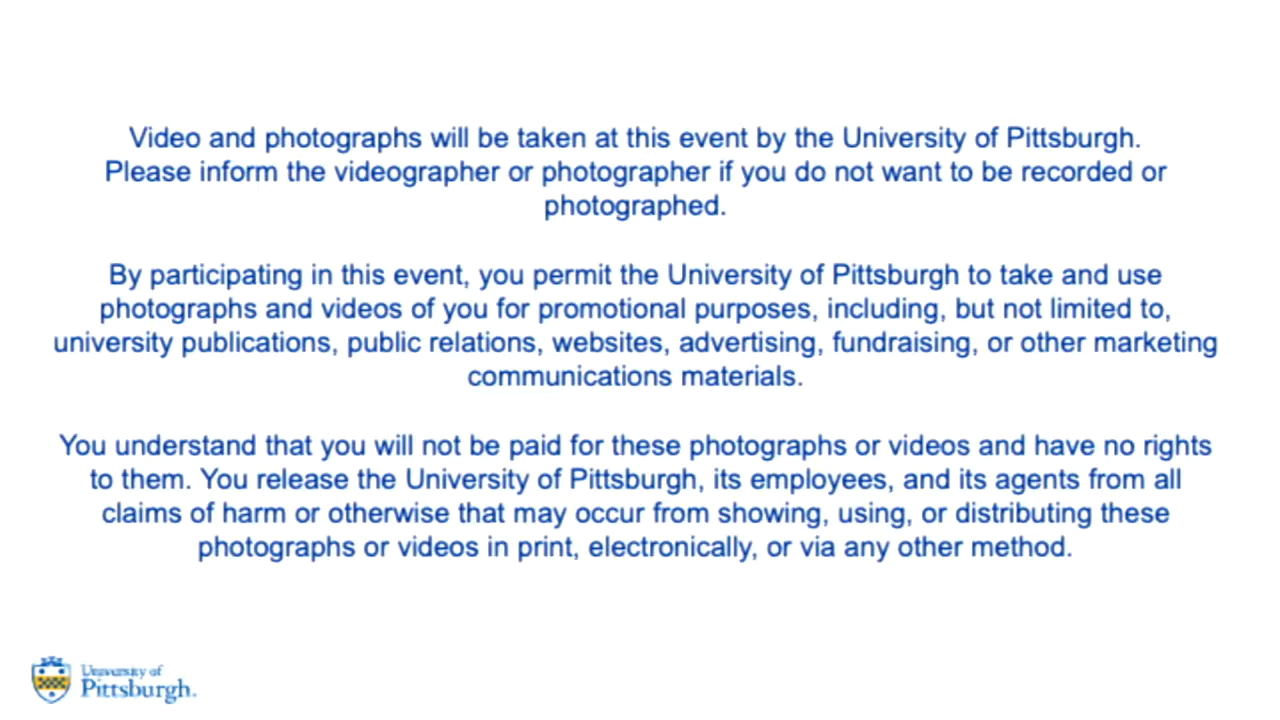 Video and photographs will be taken at this event by the University of Pittsburgh.
Please inform the videographer or photographer if you do not want to be recorded or
photographed.
By participating in this event, you permit the University of Pittsburgh to take and use
photographs and videos of you for promotional purposes, including, but not limited to,
university publications, public relations, websites, advertising, fundraising, or other marketing
communications materials.
You understand that you will not be paid for these photographs or videos and have no rights
to them. You release the University of Pittsburgh, its employees, and its agents from all
claims of harm or otherwise that may occur from showing, using, or distributing these
photographs or videos in print, electronically, or via any other method.
University of
Pittsburgh.